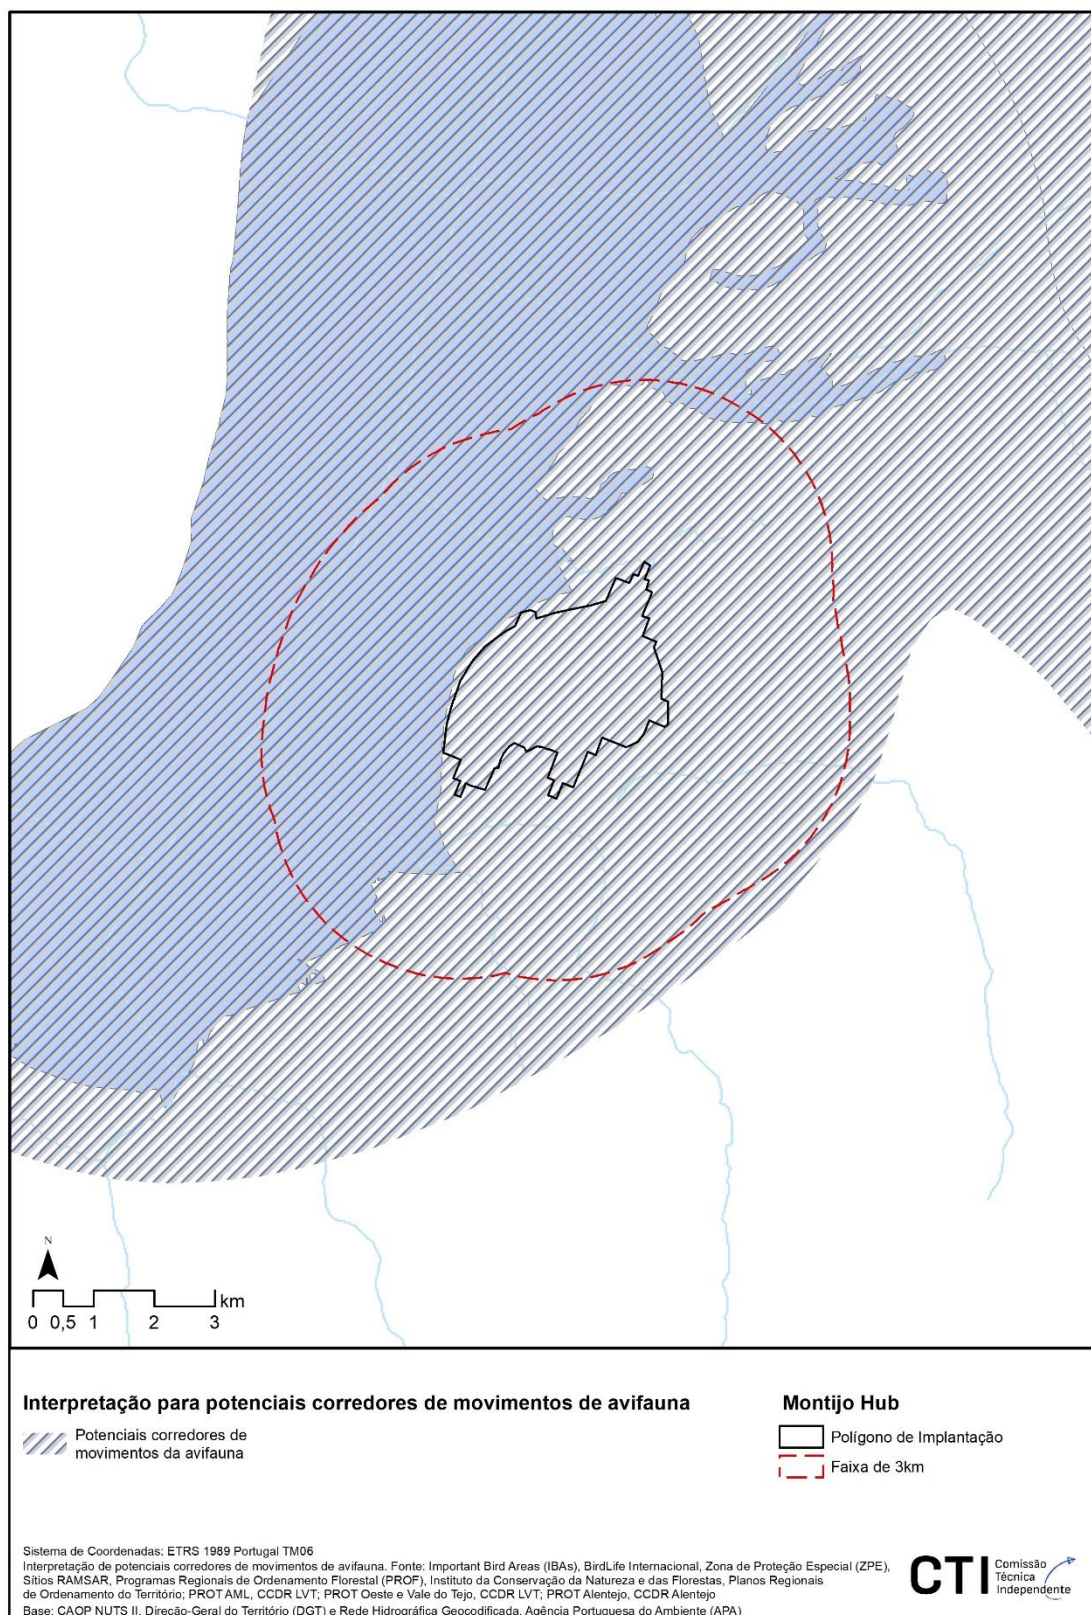 N
km
0 0,5 1 2 3
Interpretação para potenciais corredores de movimentos de avifauna
Potenciais corredores de
movimentos da avifauna
Montijo Hub
Polígono de Implantação
Faixa de 3km
Sistema de Coordenadas: ETRS 1989 Portugal TM06
Interpretação de potenciais corredores de movimentos de avifauna. Fonte: Important Bird Areas (IBAs), BirdLife Internacional, Zona de Proteção Especial (ZPE),
Sítios RAMSAR, Programas Regionais de Ordenamento Florestal (PROF), Instituto da Conservação da Natureza e das Florestas, Planos Regionais
de Ordenamento do Território; PROT AML, CCDR LVT; PROT Oeste e Vale do Tejo, CCDR LVT; PROT Alentejo, CCDR Alentejo
Base: CAOP NUTS II, Direção-Geral do Território (DGT) e Rede Hidrográfica Geocodificada, Agência Portuguesa do Ambiente (APA)
CTI
Comissão
Técnica
Independente